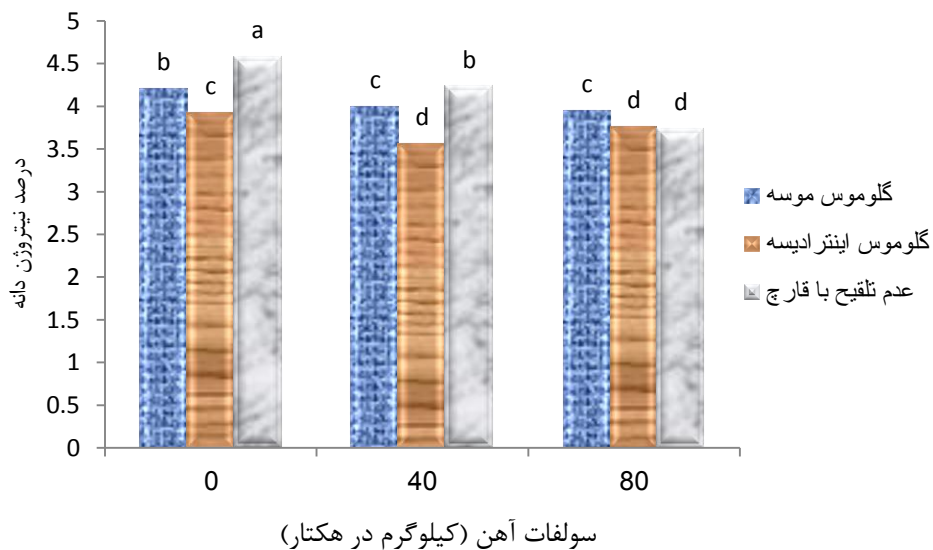 درصد نیتروژن دانه
5
4.5
4
3.5
3
2.5
2
1.5
1
0.5
0
b c a
c d b
c d d
0 40 80
سولفات آهن (کیلوگرم در هکتار)
گلوموس موسه
گلوموس اینترادیسه
عدم تلقیح با قارچ